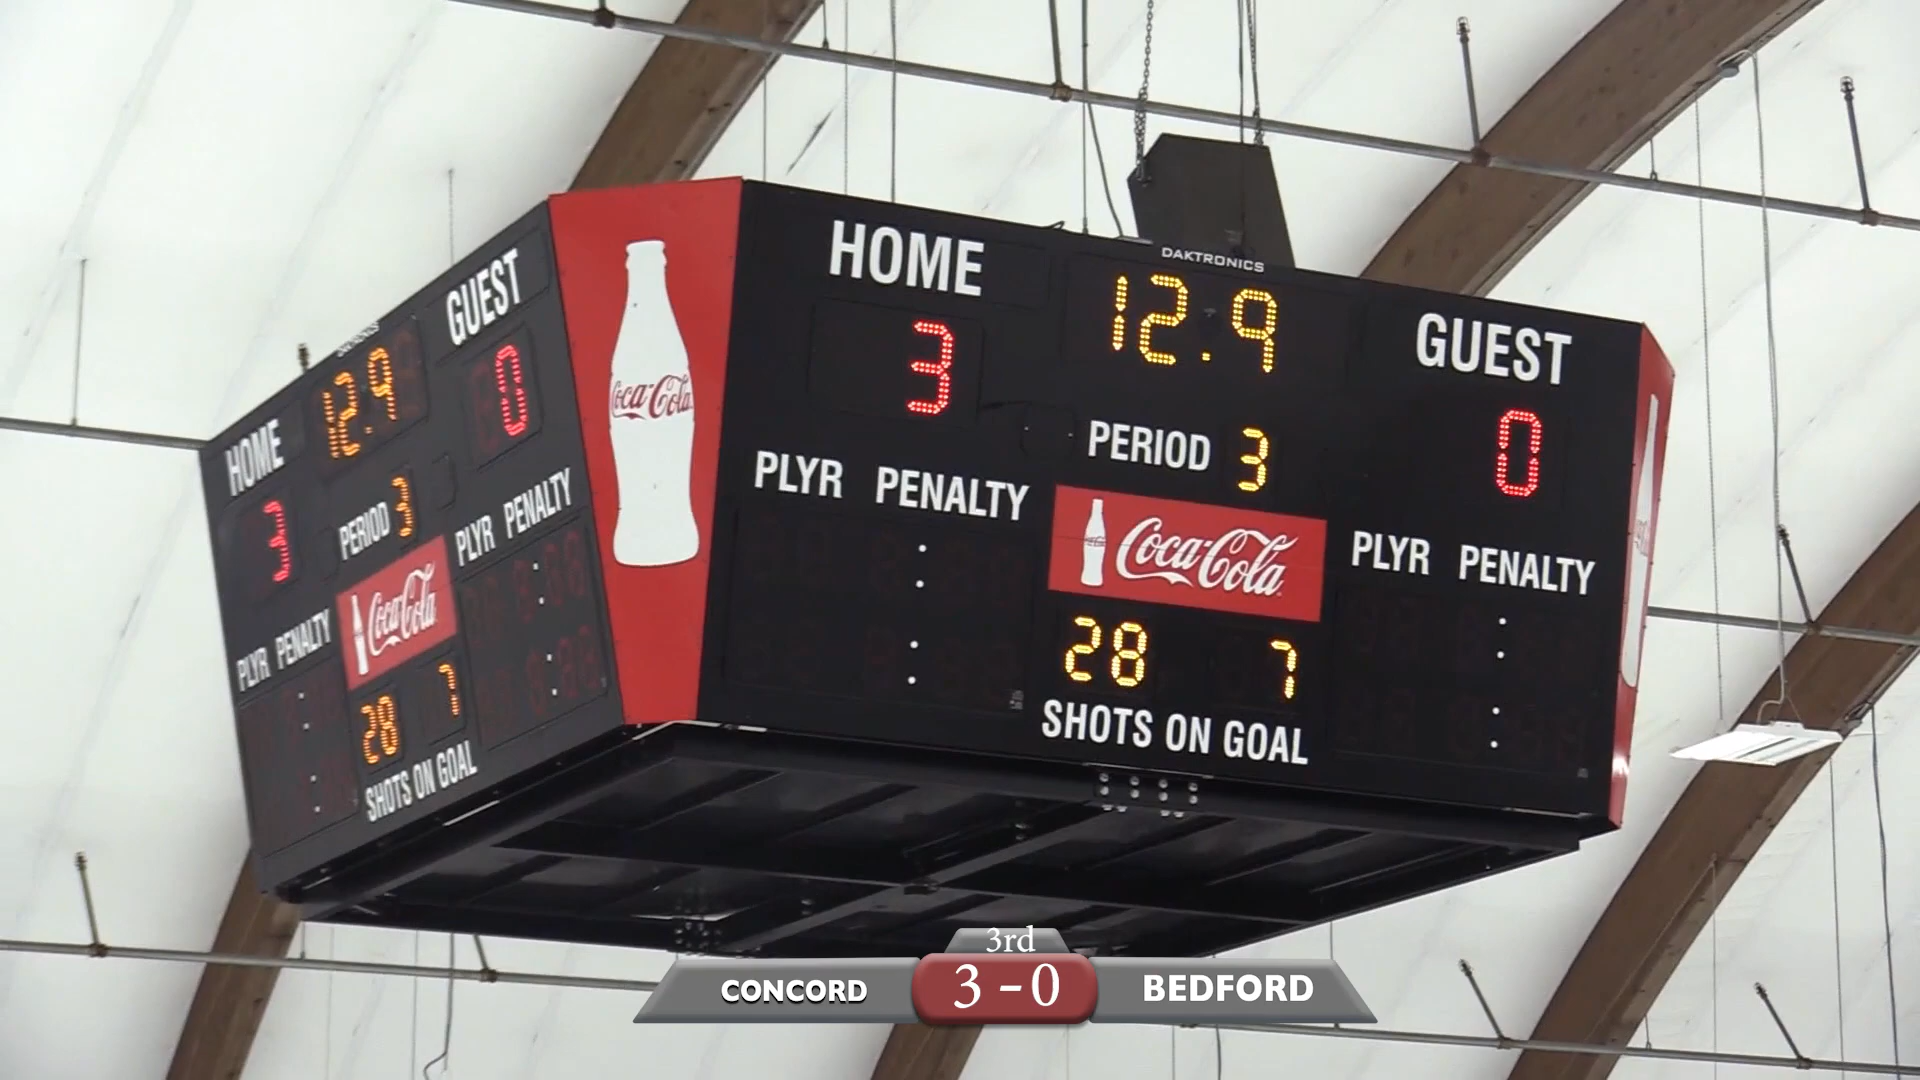 HOME
DAKTRONICS
12.9
GUEST
3
0
PERIOD 3
PLYR PENALTY
Coca-Cola
PLYR PENALTY
28 7
SHOTS ON GOAL
Coca-Cola
GUEST
12.9
0
HOME
3
PERIOD 3
PLYR PENALTY
PLYR PENALTY
Coca-Cola
28 7
SHOTS ON GOAL
3rd
CONCORD 3 - 0 BEDFORD